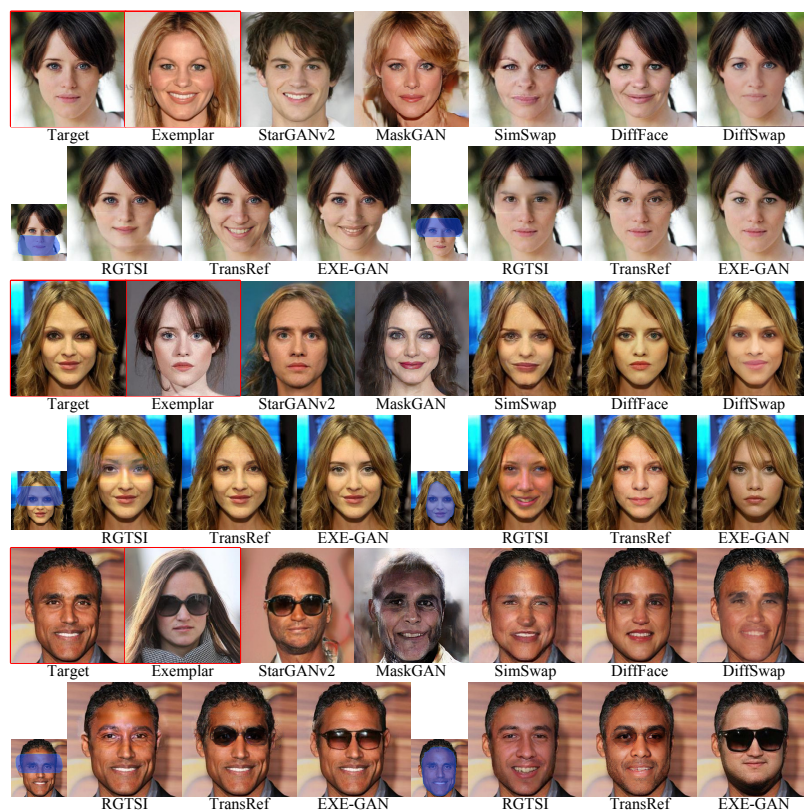 Target Exemplar StarGANv2 MaskGAN SimSwap DiffFace DiffSwap
RGTSI TransRef EXE-GAN RGTSI TransRef EXE-GAN
Target Exemplar StarGANv2 MaskGAN SimSwap DiffFace DiffSwap
RGTSI TransRef EXE-GAN RGTSI TransRef EXE-GAN
Target Exemplar StarGANv2 MaskGAN SimSwap DiffFace DiffSwap
RGTSI TransRef EXE-GAN RGTSI TransRef EXE-GAN